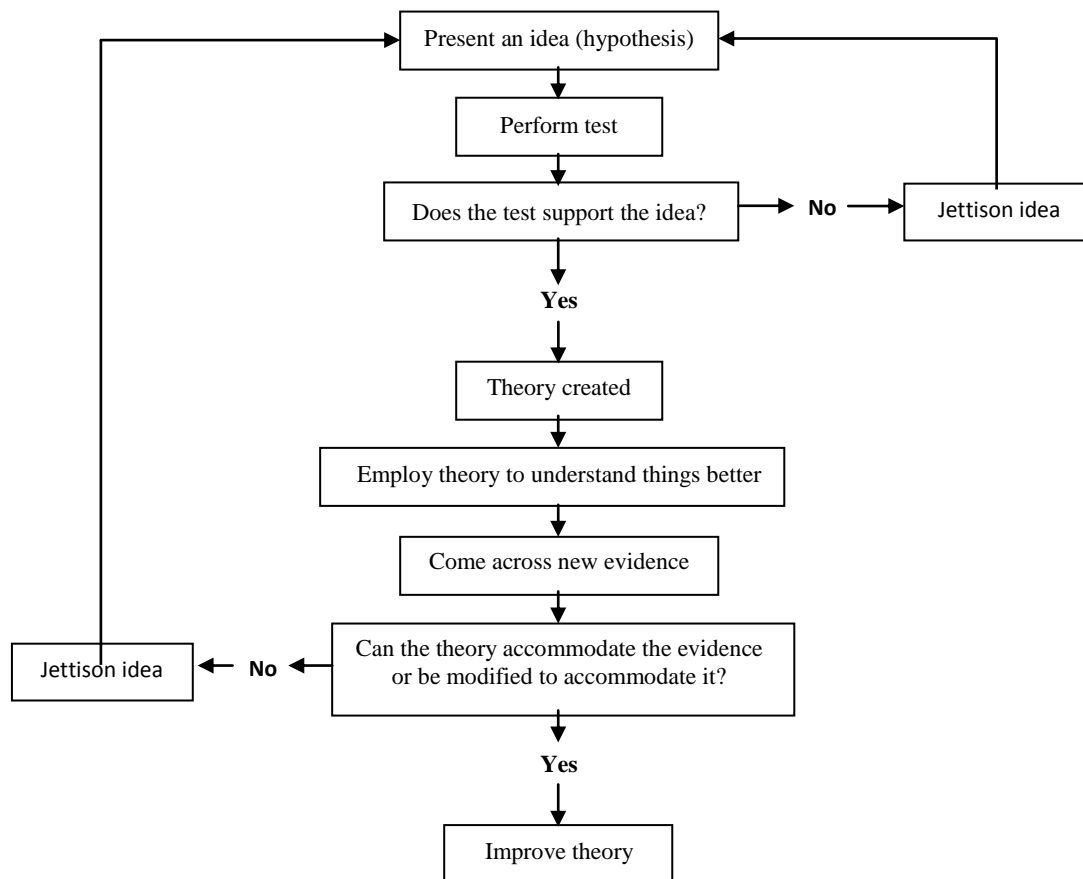 Present an idea (hypothesis)
Perform test
Does the test support the idea?
No
Jettison idea
Yes
Theory created
Employ theory to understand things better
Come across new evidence
Can the theory accommodate the evidence
or be modified to accommodate it?
No
Jettison idea
Yes
Improve theory